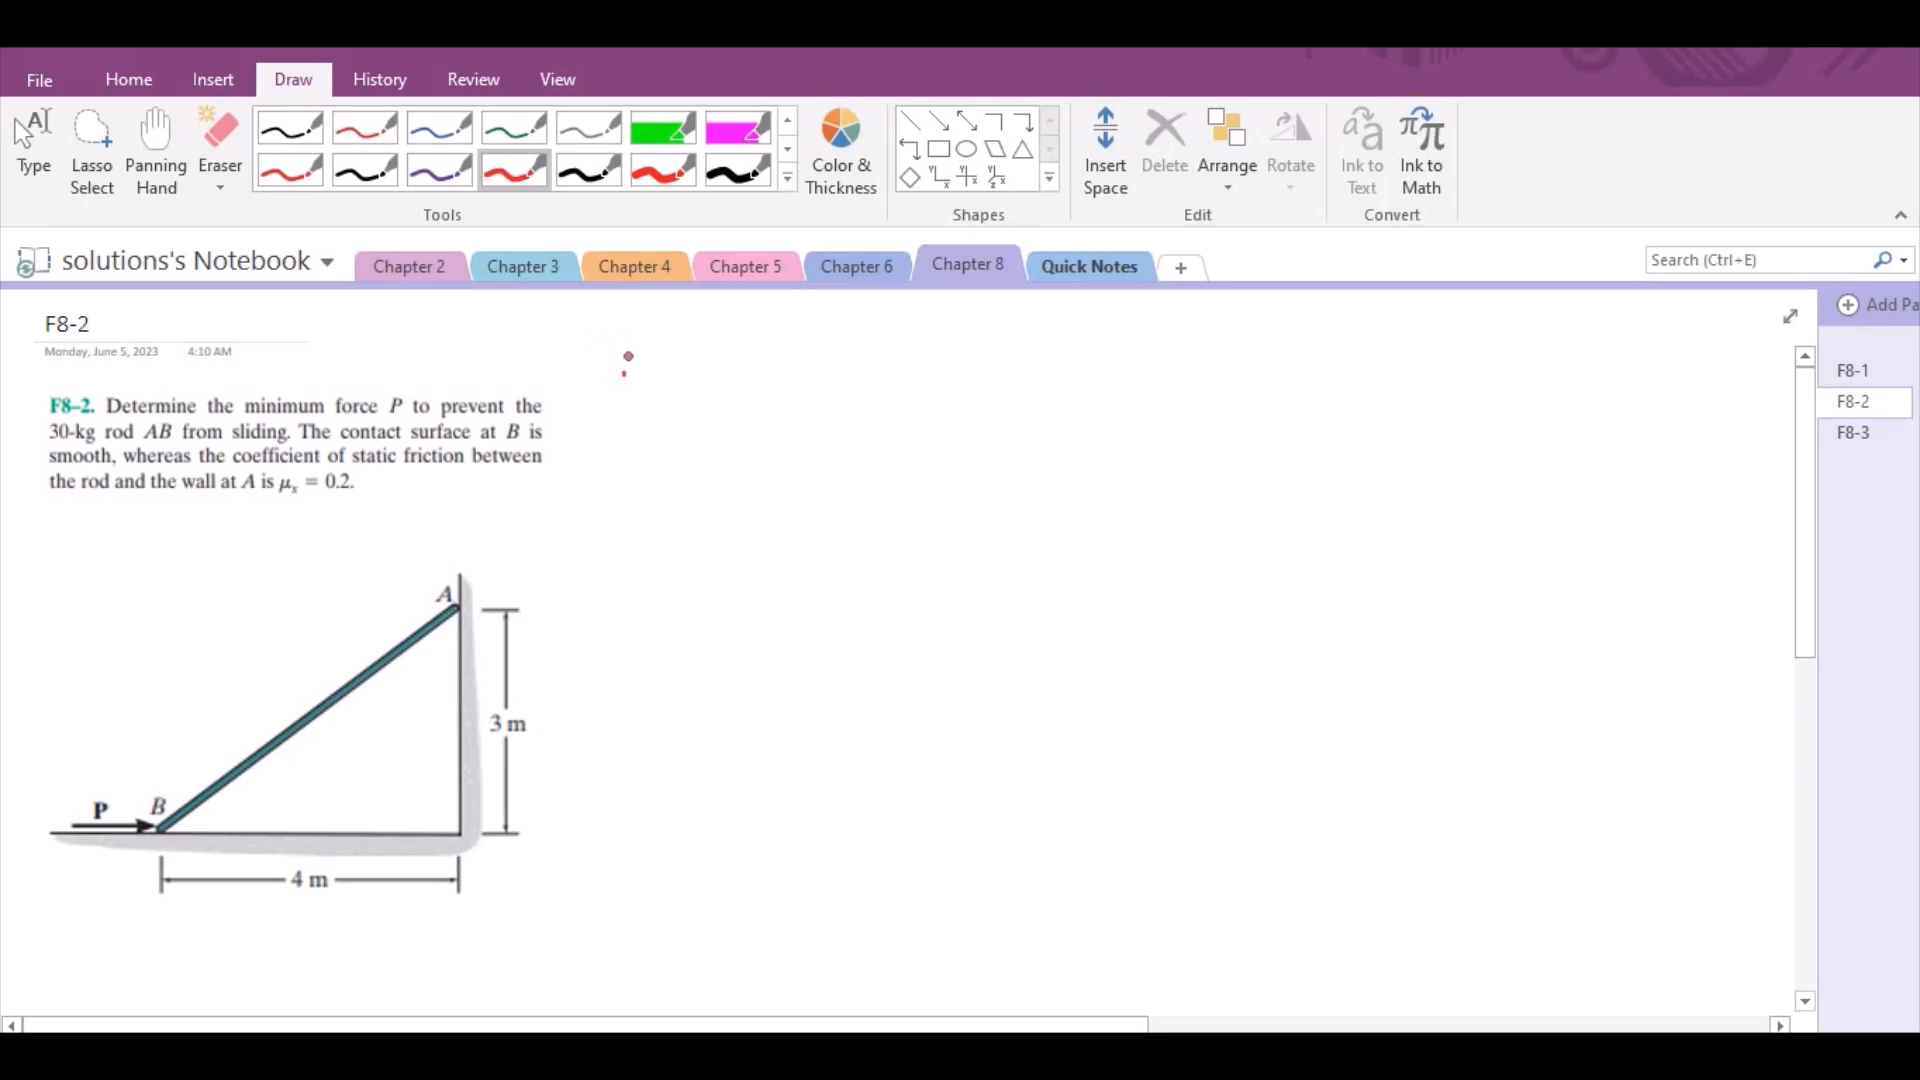 File Home Insert Draw History Review View
Type
Lasso Select
Panning Hand
Eraser
Color & Thickness
Insert Space
Delete
Arrange
Rotate
Ink to Text
Ink to Math
Tools
Shapes
Edit
Convert
solutions's Notebook
Chapter 2 Chapter 3 Chapter 4 Chapter 5 Chapter 6 Chapter 8 Quick Notes
Search (Ctrl+E)
Add Pa
F8-1
F8-2
F8-3
F8-2
Monday, June 5, 2023 4:10 AM
F8–2. Determine the minimum force P to prevent the
30-kg rod AB from sliding. The contact surface at B is
smooth, whereas the coefficient of static friction between
the rod and the wall at A is μs = 0.2.
A
3 m
P
B
4 m